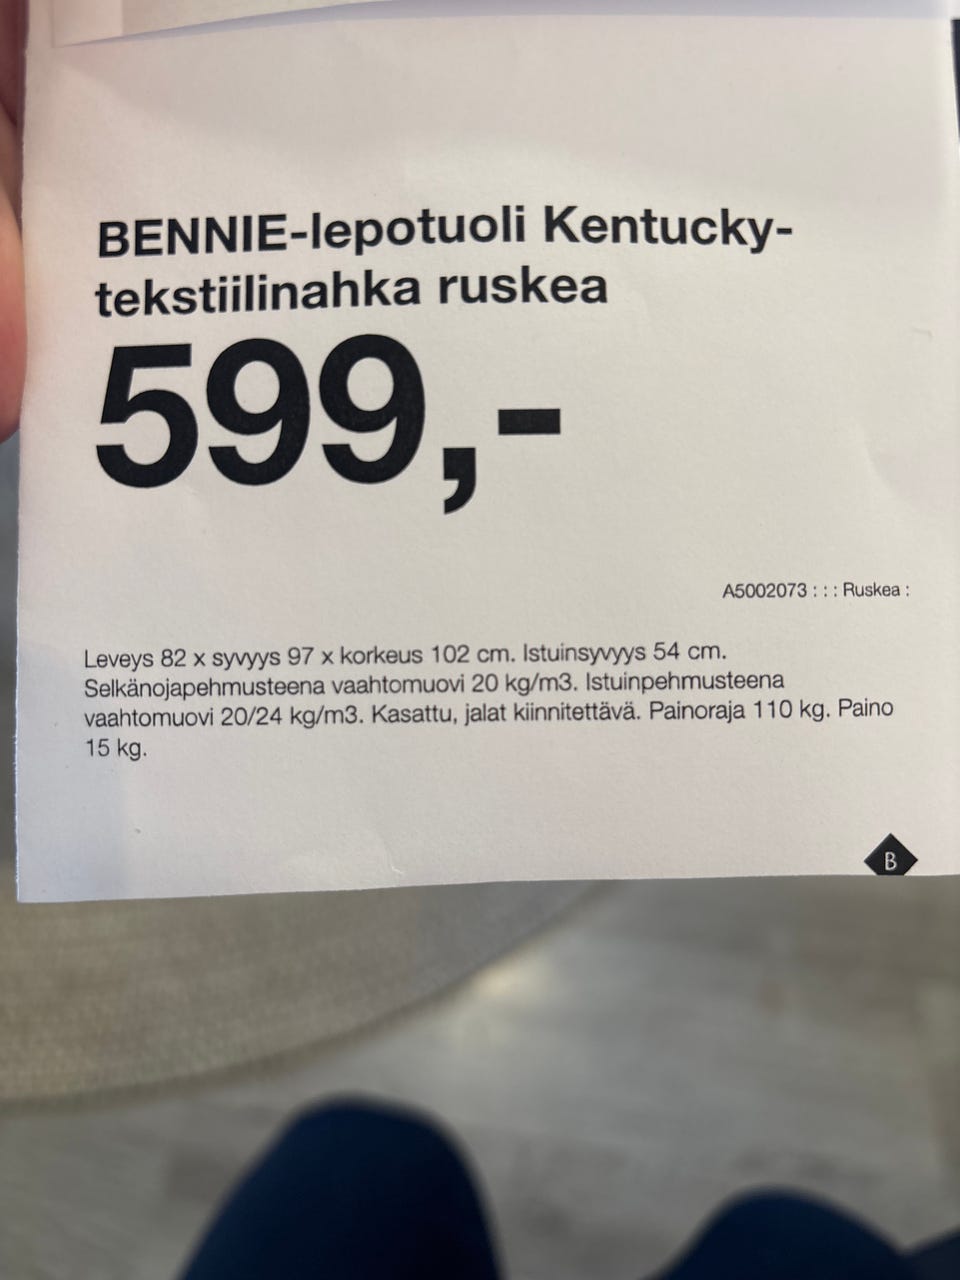 BENNIE-lepotuoli Kentucky-
tekstiilinahka ruskea
599,-
A5002073 : : : Ruskea :
Leveys 82 x syvyys 97 x korkeus 102 cm. Istuinsyvyys 54 cm.
Selkänojapehmusteena vaahtomuovi 20 kg/m3. Istuinpehmusteena
vaahtomuovi 20/24 kg/m3. Kasattu, jalat kiinnitettävä. Painoraja 110 kg. Paino
15 kg.
B